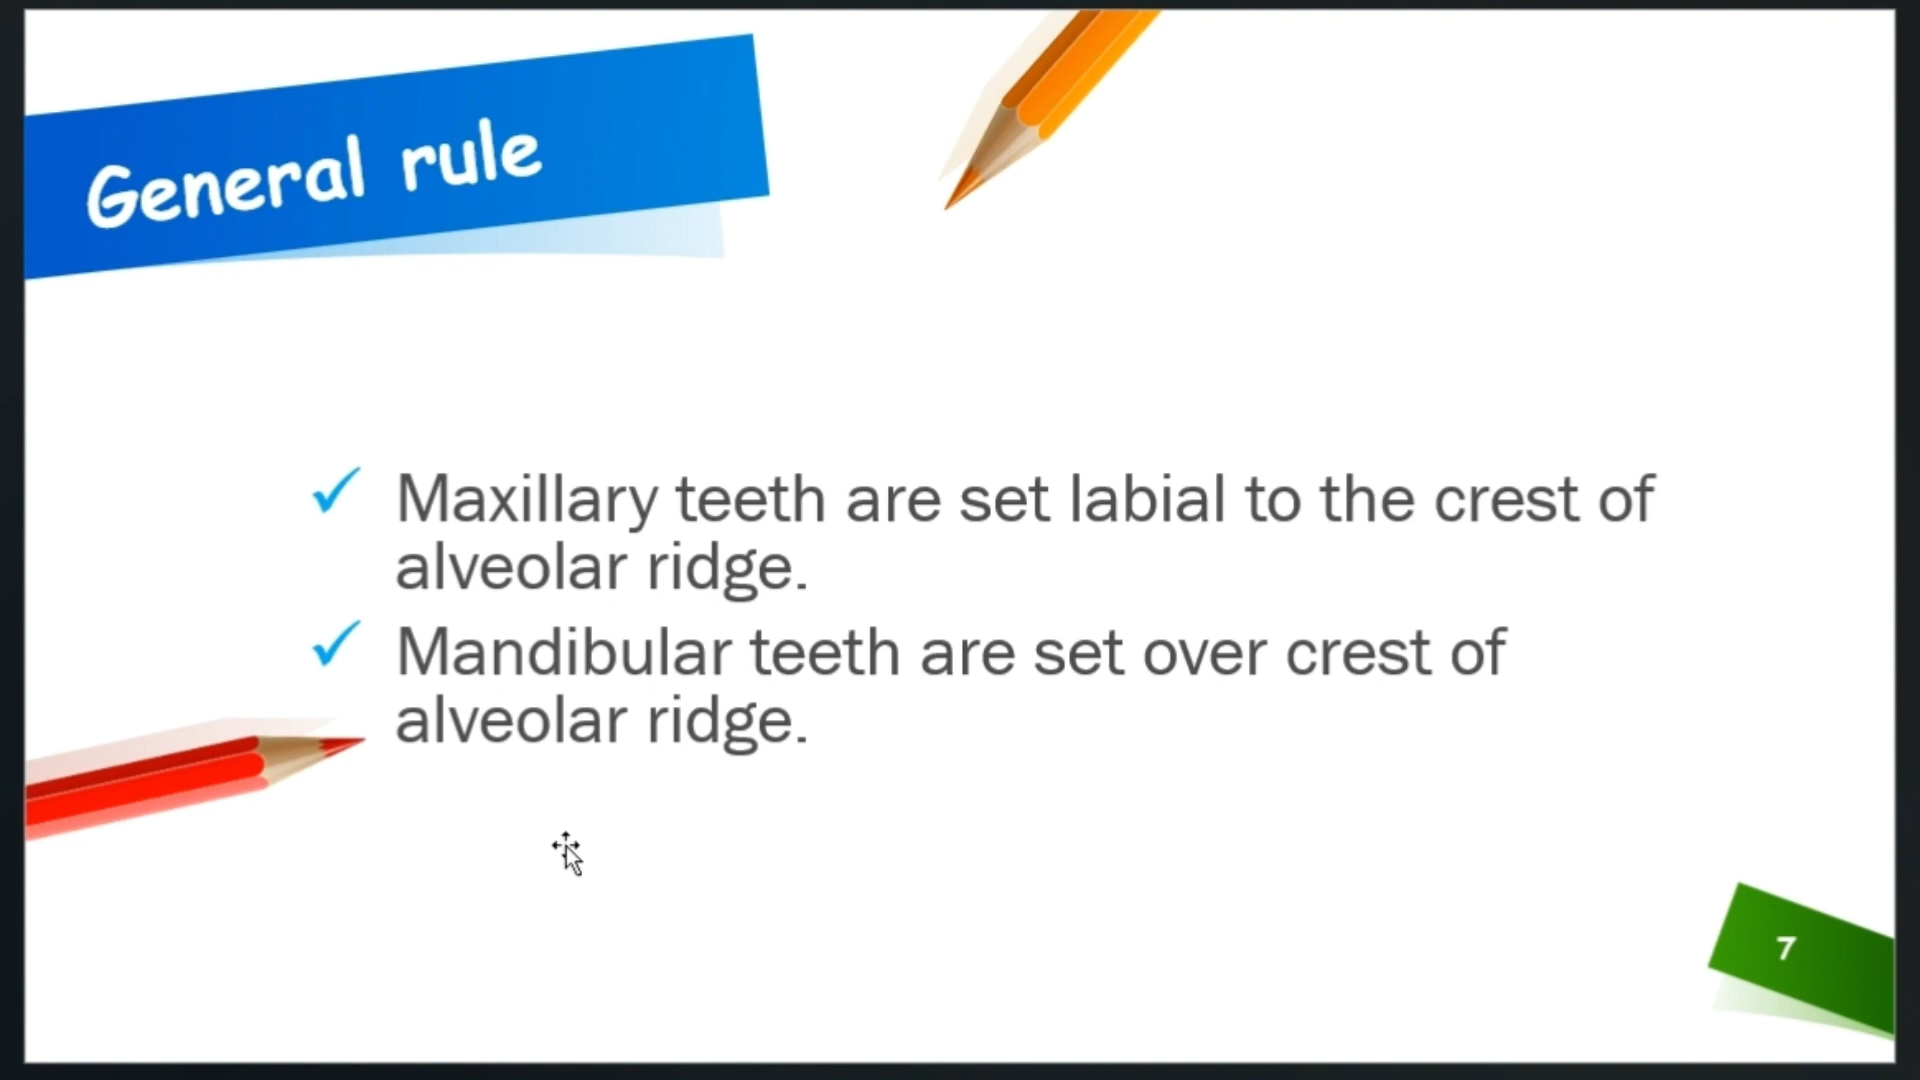 General rule
Maxillary teeth are set labial to the crest of
alveolar ridge.
Mandibular teeth are set over crest of
alveolar ridge.
7